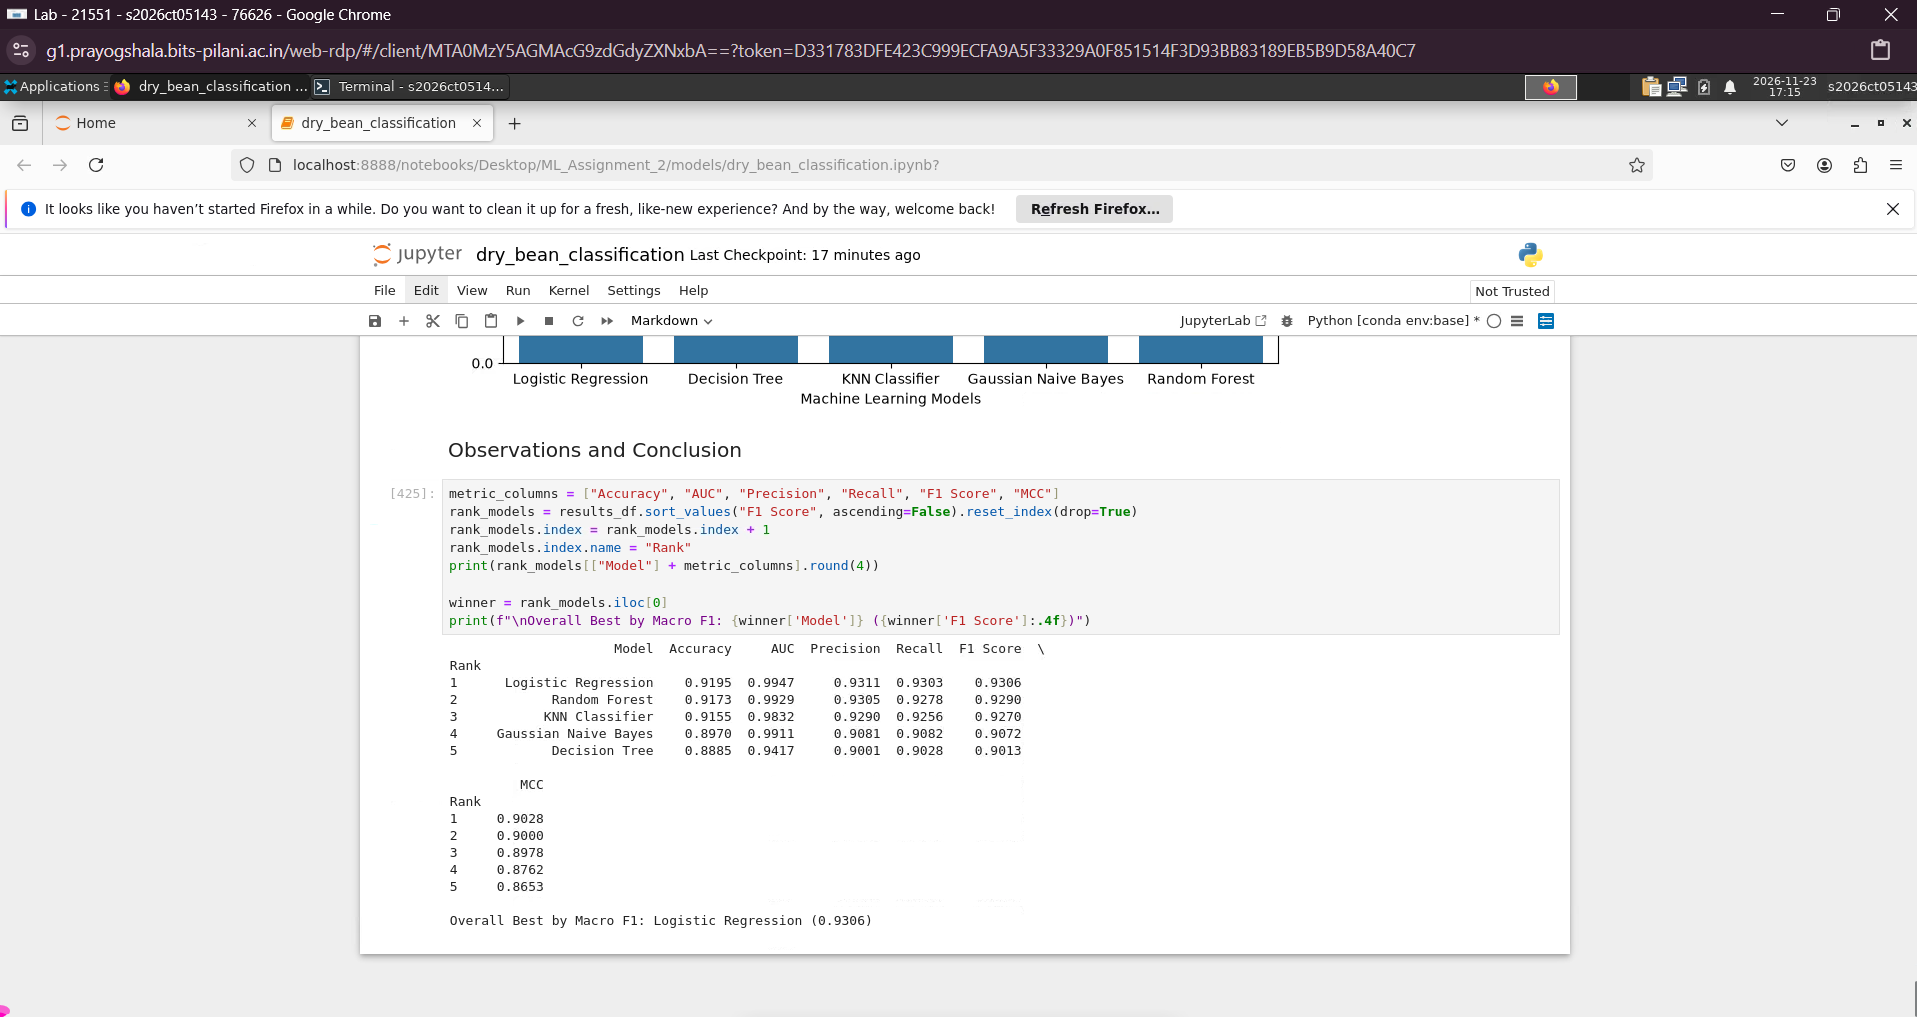 Lab - 21551 - s2026ct05143 - 76626 - Google Chrome
g1.prayogshala.bits-pilani.ac.in/web-rdp/#/client/MTA0MzY5AGMAcG9zdGdyZXNxbA==?token=D331783DFE423C999ECFA9A5F33329A0F851514F3D93BB83189EB5B9D58A40C7
Applications dry_bean_classification ... Terminal - s2026ct0514... 2026-11-23 s2026ct05143
17:15
Home dry_bean_classification
localhost:8888/notebooks/Desktop/ML_Assignment_2/models/dry_bean_classification.ipynb?
It looks like you haven’t started Firefox in a while. Do you want to clean it up for a fresh, like-new experience? And by the way, welcome back! Refresh Firefox...
jupyter dry_bean_classification Last Checkpoint: 17 minutes ago
File Edit View Run Kernel Settings Help Not Trusted
Markdown JupyterLab Python [conda env:base] *
0.0
Logistic Regression Decision Tree KNN Classifier Gaussian Naive Bayes Random Forest
Machine Learning Models
Observations and Conclusion
[425]: metric_columns = ["Accuracy", "AUC", "Precision", "Recall", "F1 Score", "MCC"]
rank_models = results_df.sort_values("F1 Score", ascending=False).reset_index(drop=True)
rank_models.index = rank_models.index + 1
rank_models.index.name = "Rank"
print(rank_models[["Model"] + metric_columns].round(4))
winner = rank_models.iloc[0]
print(f"\nOverall Best by Macro F1: {winner['Model']} ({winner['F1 Score']:.4f})")
Model Accuracy AUC Precision Recall F1 Score \
Rank
1 Logistic Regression 0.9195 0.9947 0.9311 0.9303 0.9306
2 Random Forest 0.9173 0.9929 0.9305 0.9278 0.9290
3 KNN Classifier 0.9155 0.9832 0.9290 0.9256 0.9270
4 Gaussian Naive Bayes 0.8970 0.9911 0.9081 0.9082 0.9072
5 Decision Tree 0.8885 0.9417 0.9001 0.9028 0.9013
MCC
Rank
1 0.9028
2 0.9000
3 0.8978
4 0.8762
5 0.8653
Overall Best by Macro F1: Logistic Regression (0.9306)